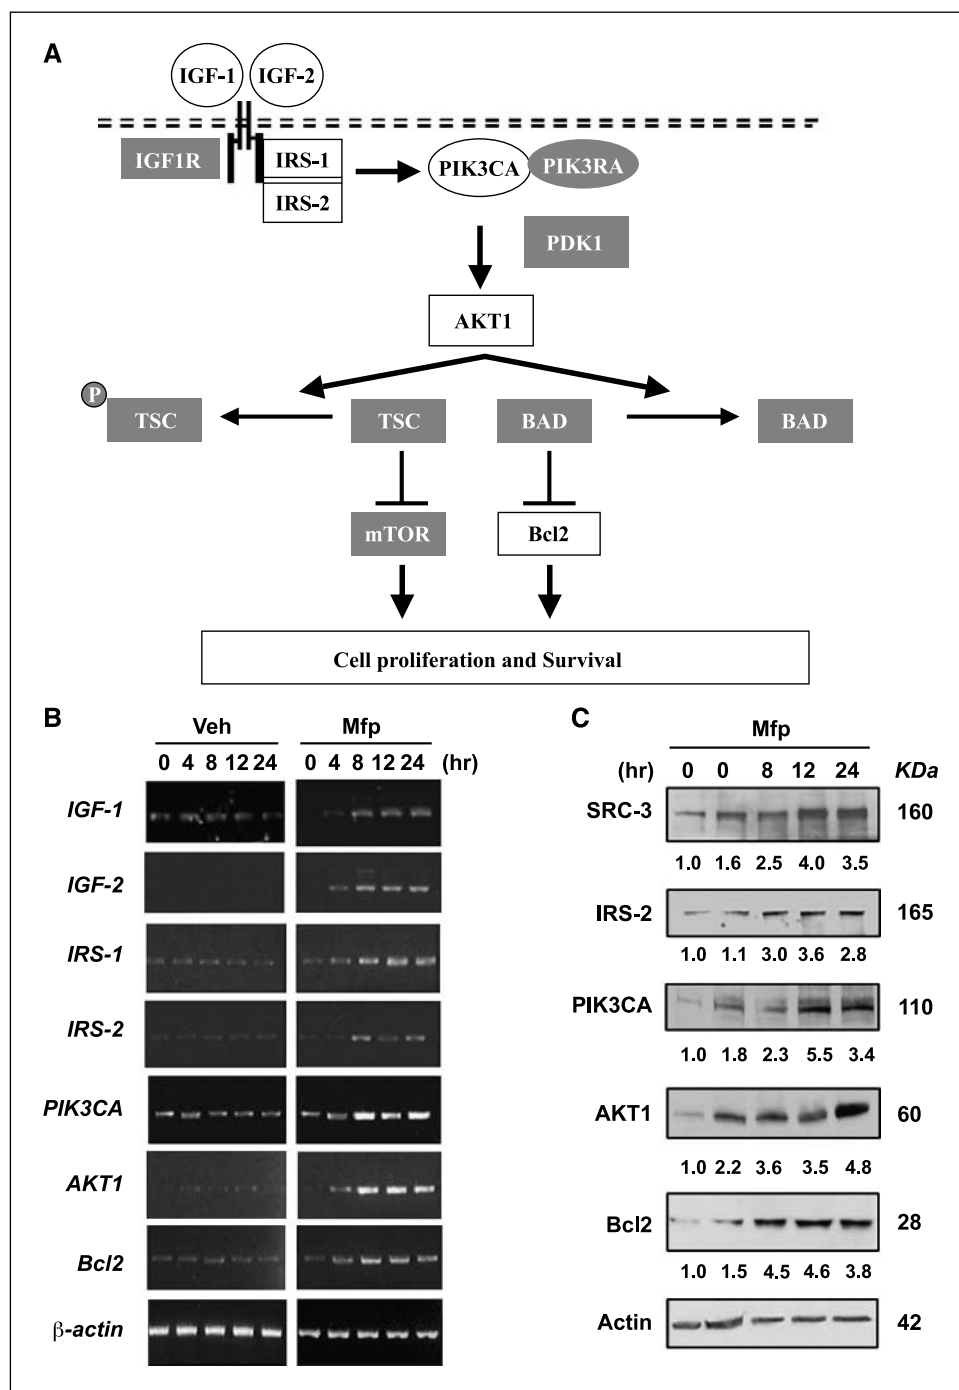 A
IGF-1 IGF-2
IGF1R IRS-1 PIK3CA PIK3RA
IRS-2
PDK1
AKT1
P
TSC TSC BAD BAD
mTOR Bcl2
Cell proliferation and Survival
B
Veh Mfp
0 4 8 12 24 0 4 8 12 24 (hr)
IGF-1
IGF-2
IRS-1
IRS-2
PIK3CA
AKT1
Bcl2
β-actin
C
Mfp
(hr) 0 0 8 12 24 KDa
SRC-3 160
1.0 1.6 2.5 4.0 3.5
IRS-2 165
1.0 1.1 3.0 3.6 2.8
PIK3CA 110
1.0 1.8 2.3 5.5 3.4
AKT1 60
1.0 2.2 3.6 3.5 4.8
Bcl2 28
1.0 1.5 4.5 4.6 3.8
Actin 42